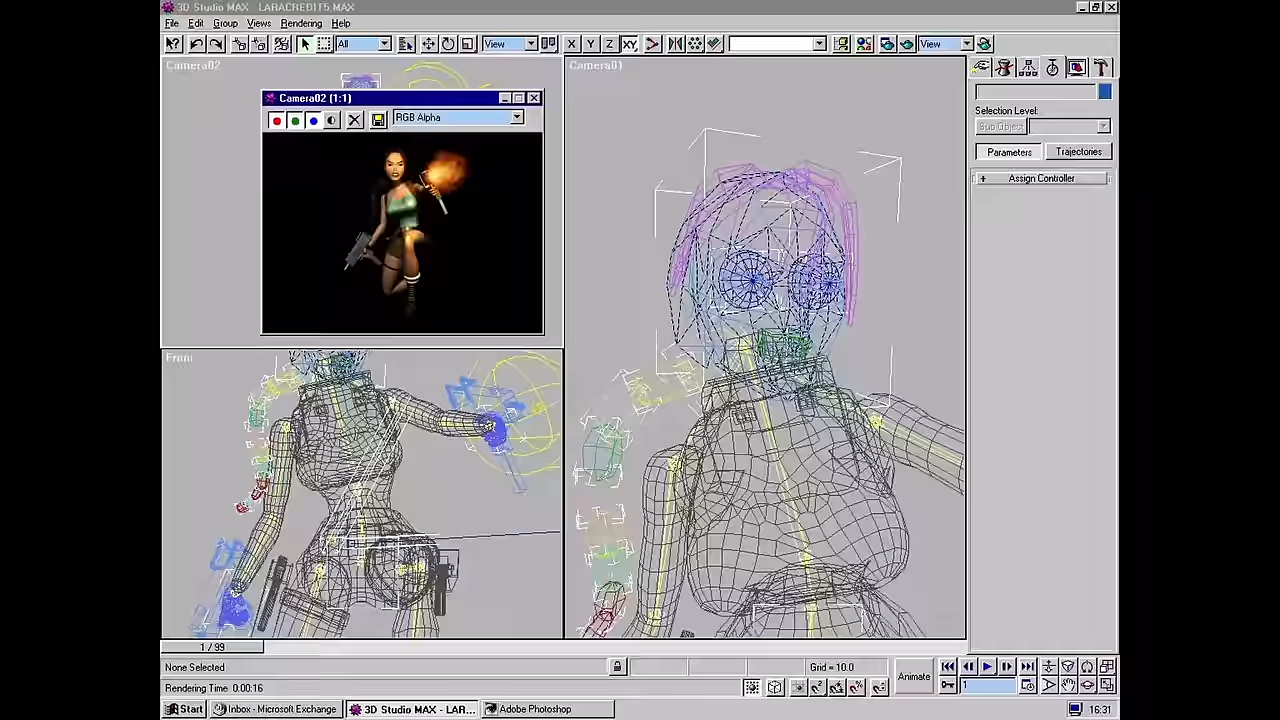 3D Studio MAX - LARACREDIT5.MAX
File Edit Group Views Rendering Help
All
View
X Y Z XY
View
Camera02
Camera01
Camera02 (1:1)
RGB Alpha
Selection Level:
Sub Object
Parameters Trajectories
+ Assign Controller
Front
1 / 99
None Selected
Grid = 10.0
Animate
1
Rendering Time 0:00:16
Start
Inbox - Microsoft Exchange
3D Studio MAX - LAR...
Adobe Photoshop
16:31